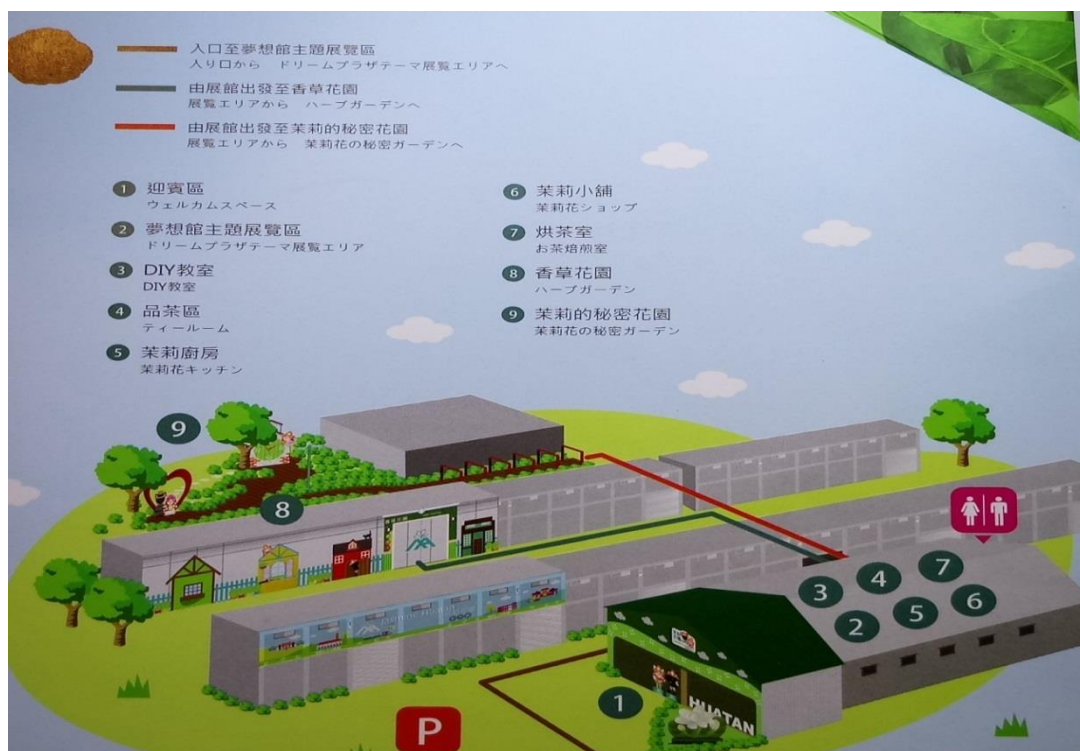 入口至夢想館主題展覽區
入り口から　ドリームプラザテーマ展覧エリアへ
由展館出發至香草花園
展覧エリアから　ハーブガーデンへ
由展館出發至茉莉的秘密花園
展覧エリアから　茉莉花の秘密ガーデンへ
1 迎賓區
ウェルカムスペース
2 夢想館主題展覽區
ドリームプラザテーマ展覧エリア
3 DIY教室
DIY教室
4 品茶區
ティールーム
5 茉莉廚房
茉莉花キッチン
6 茉莉小舖
茉莉花ショップ
7 烘茶室
お茶焙煎室
8 香草花園
ハーブガーデン
9 茉莉的秘密花園
茉莉花の秘密ガーデン
9
8
3
4
7
2
5
6
1
HUATAN
P